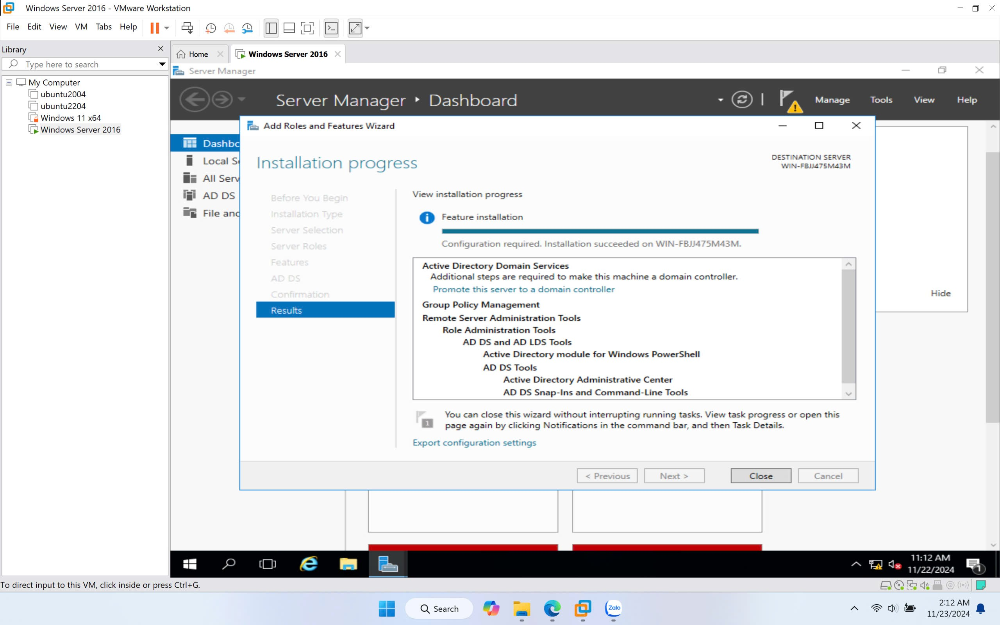 Windows Server 2016 - VMware Workstation
File Edit View VM Tabs Help
Library
Type here to search
My Computer
ubuntu2004
ubuntu2204
Windows 11 x64
Windows Server 2016
Home
Windows Server 2016
Server Manager
Server Manager ‣ Dashboard
Manage Tools View Help
Dashbc
Local Se
All Serv
AD DS
File and
Hide
Add Roles and Features Wizard
Installation progress
DESTINATION SERVER
WIN-FBJJ475M43M
Before You Begin
Installation Type
Server Selection
Server Roles
Features
AD DS
Confirmation
Results
View installation progress
Feature installation
Configuration required. Installation succeeded on WIN-FBJJ475M43M.
Active Directory Domain Services
Additional steps are required to make this machine a domain controller.
Promote this server to a domain controller
Group Policy Management
Remote Server Administration Tools
Role Administration Tools
AD DS and AD LDS Tools
Active Directory module for Windows PowerShell
AD DS Tools
Active Directory Administrative Center
AD DS Snap-Ins and Command-Line Tools
1
You can close this wizard without interrupting running tasks. View task progress or open this
page again by clicking Notifications in the command bar, and then Task Details.
Export configuration settings
< Previous Next > Close Cancel
11:12 AM
11/22/2024
1
To direct input to this VM, click inside or press Ctrl+G.
Search
Zalo
2:12 AM
11/23/2024